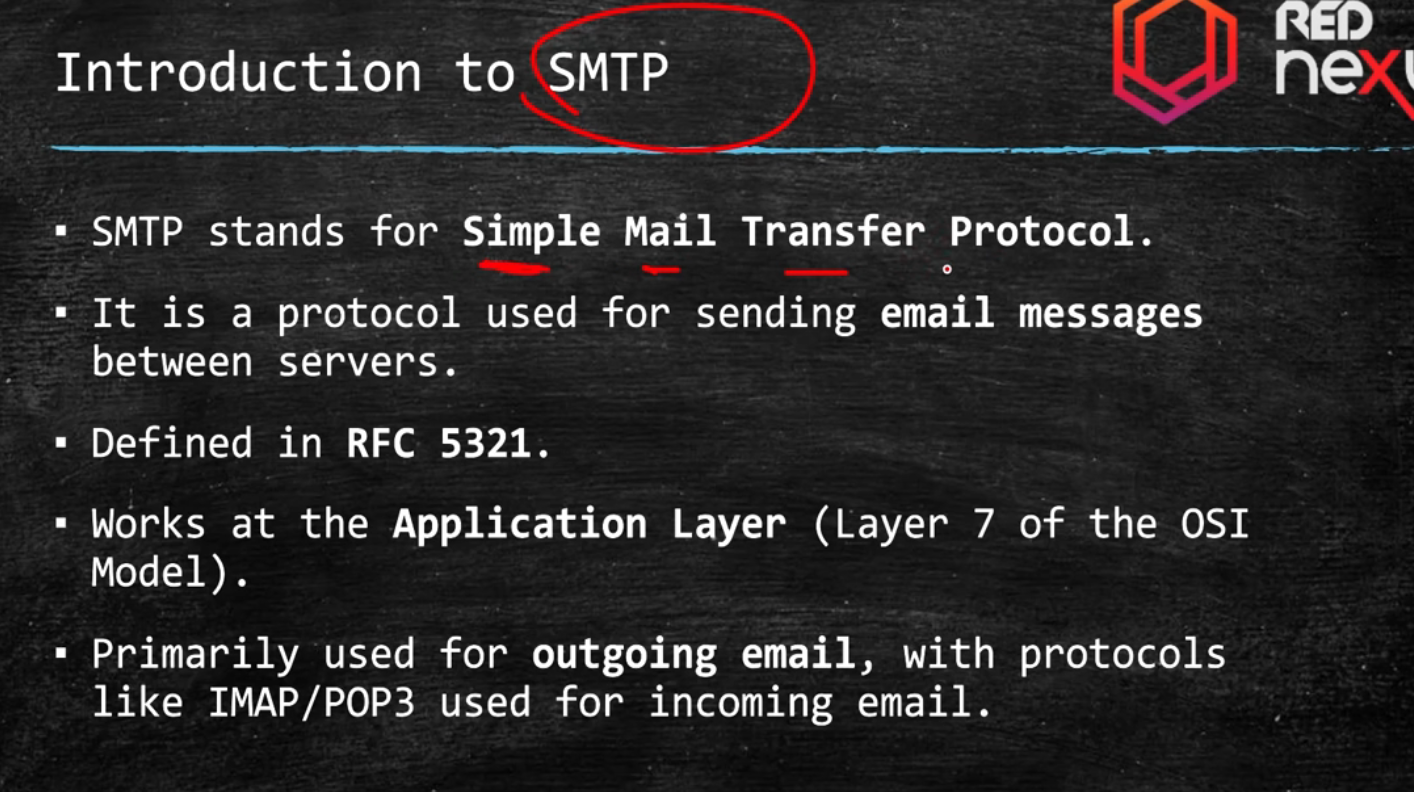 Introduction to SMTP
RED
▪ SMTP stands for Simple Mail Transfer Protocol.
▪ It is a protocol used for sending email messages
between servers.
▪ Defined in RFC 5321.
▪ Works at the Application Layer (Layer 7 of the OSI
Model).
▪ Primarily used for outgoing email, with protocols
like IMAP/POP3 used for incoming email.